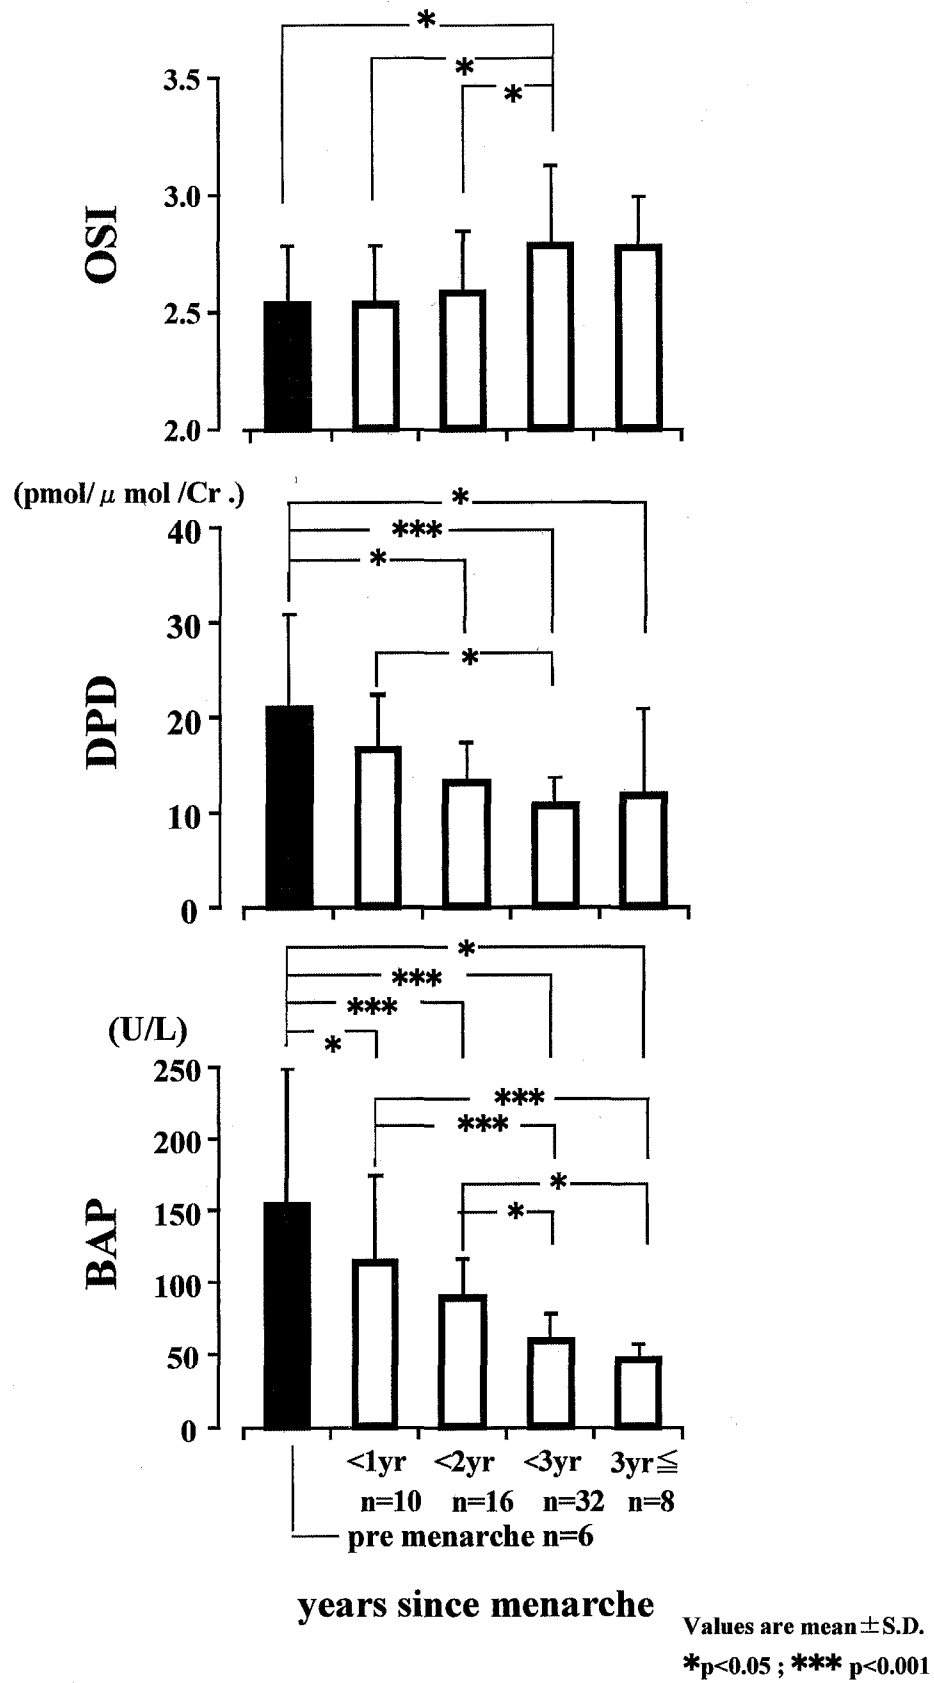 *
*
*
3.5
3.0
OSI
2.5
2.0
(pmol/ μ mol /Cr .)
*
40
***
*
30
*
20
DPD
10
0
*
***
***
(U/L)
*
250
***
***
200
*
150
*
BAP
100
50
0
<1yr <2yr <3yr 3yr≦
n=10 n=16 n=32 n=8
pre menarche n=6
years since menarche
Values are mean±S.D.
*p<0.05 ; *** p<0.001